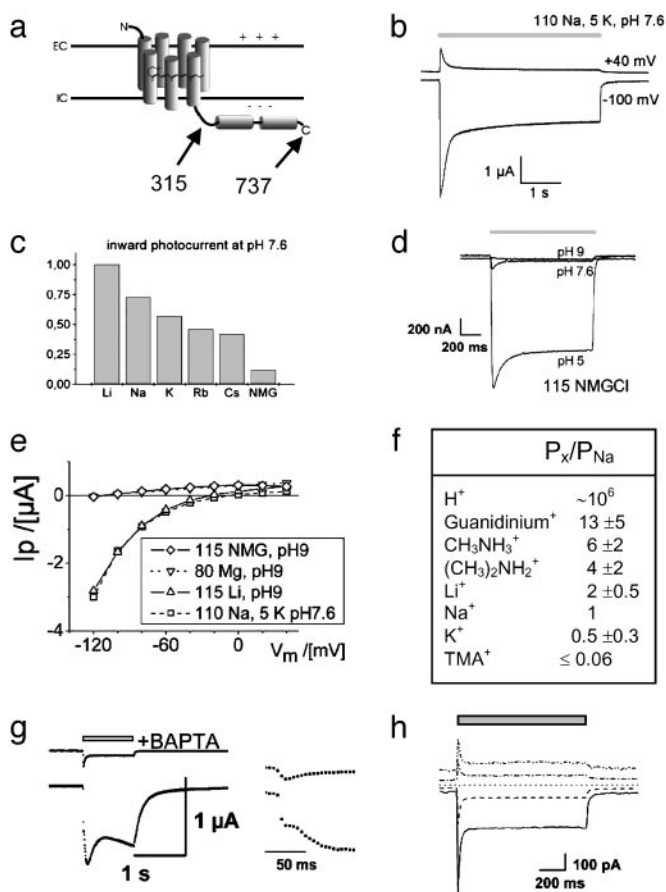 a
N
EC
+ + +
IC
- - -
C
315
737
b
110 Na, 5 K, pH 7.6
+40 mV
-100 mV
1 µA
1 s
c
inward photocurrent at pH 7.6
1,00
0,75
0,50
0,25
0,00
Li Na K Rb Cs NMG
d
pH 9
pH 7.6
200 nA
200 ms
pH 5
115 NMGCl
e
Ip /[µA]
0
-2
-4
115 NMG, pH9
80 Mg, pH9
115 Li, pH9
110 Na, 5 K pH7.6
-120 -60 0
Vm /[mV]
f
Px/PNa
H+ ~10^6
Guanidinium+ 13 ±5
CH3NH3+ 6 ±2
(CH3)2NH2+ 4 ±2
Li+ 2 ±0.5
Na+ 1
K+ 0.5 ±0.3
TMA+ ≤ 0.06
g
+BAPTA
1 µA
1 s
50 ms
h
100 pA
200 ms